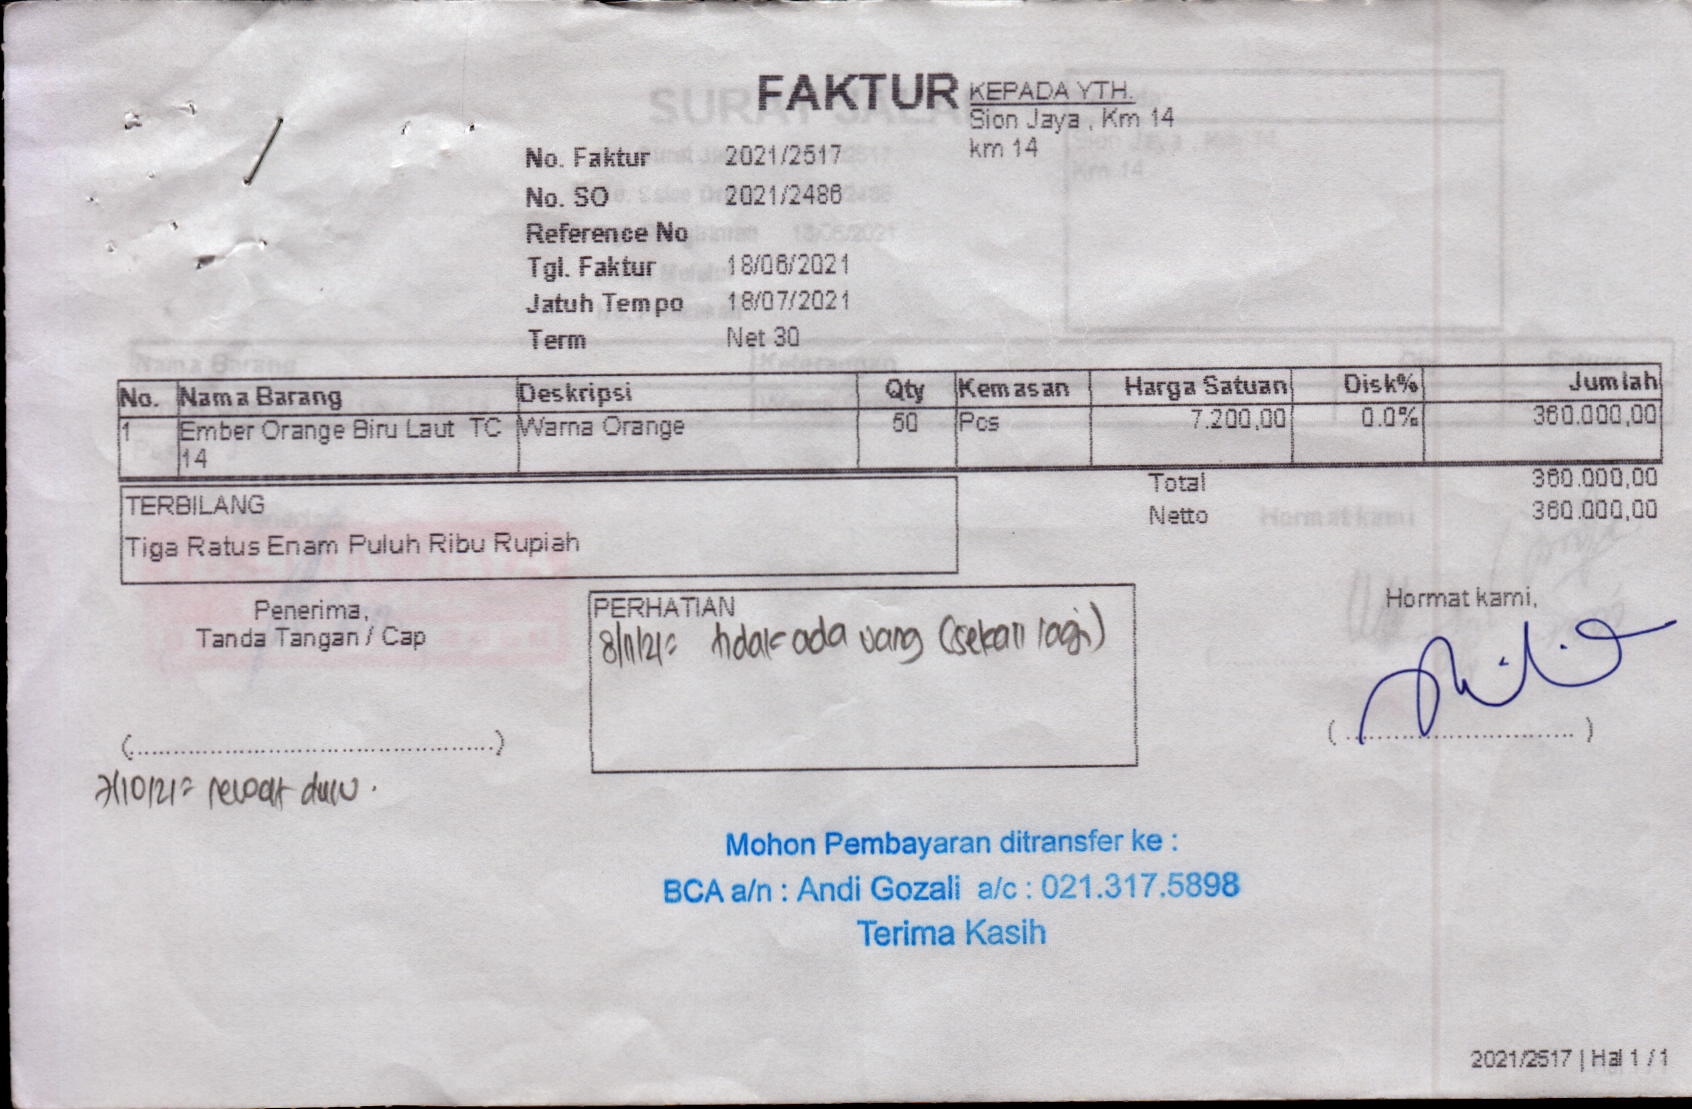 FAKTUR
KEPADA YTH.
Sion Jaya , Km 14
km 14
No. Faktur 2021/2517
No. SO 2021/2486
Reference No
Tgl. Faktur 18/06/2021
Jatuh Tempo 18/07/2021
Term Net 30
No. Nama Barang Deskripsi Qty Kemasan Harga Satuan Disk% Jumlah
1 Ember Orange Biru Laut TC Warna Orange 50 Pcs 7.200,00 0.0% 360.000,00
14
Total 360.000,00
Netto 360.000,00
TERBILANG
Tiga Ratus Enam Puluh Ribu Rupiah
Penerima,
Tanda Tangan / Cap
(................................................)
7/10/21=
PERHATIAN
8/11/21= tidak ada uang (sekali lagi)
Hormat kami,
(..............................)
Mohon Pembayaran ditransfer ke :
BCA a/n : Andi Gozali a/c : 021.317.5898
Terima Kasih
2021/2517 | Hal 1 / 1